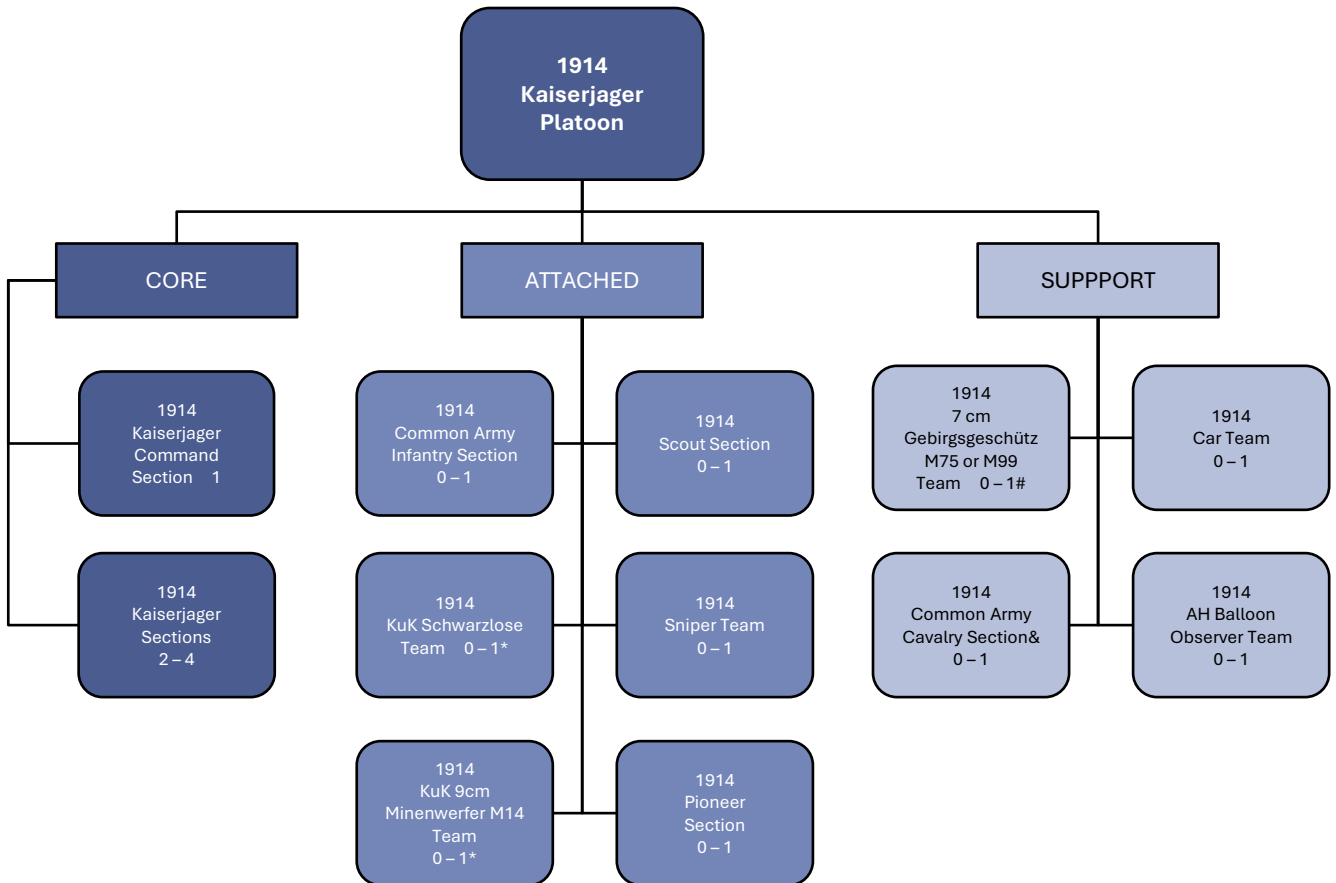 1914
Kaiserjager
Platoon
CORE
ATTACHED
SUPPPORT
1914
Kaiserjager
Command
Section 1
1914
Common Army
Infantry Section
0 – 1
1914
Scout Section
0 – 1
1914
7 cm
Gebirgsgeschütz
M75 or M99
Team 0 – 1#
1914
Car Team
0 – 1
1914
Kaiserjager
Sections
2 – 4
1914
KuK Schwarzlose
Team 0 – 1*
1914
Sniper Team
0 – 1
1914
Common Army
Cavalry Section&
0 – 1
1914
AH Balloon
Observer Team
0 – 1
1914
KuK 9cm
Minenwerfer M14
Team
0 – 1*
1914
Pioneer
Section
0 – 1